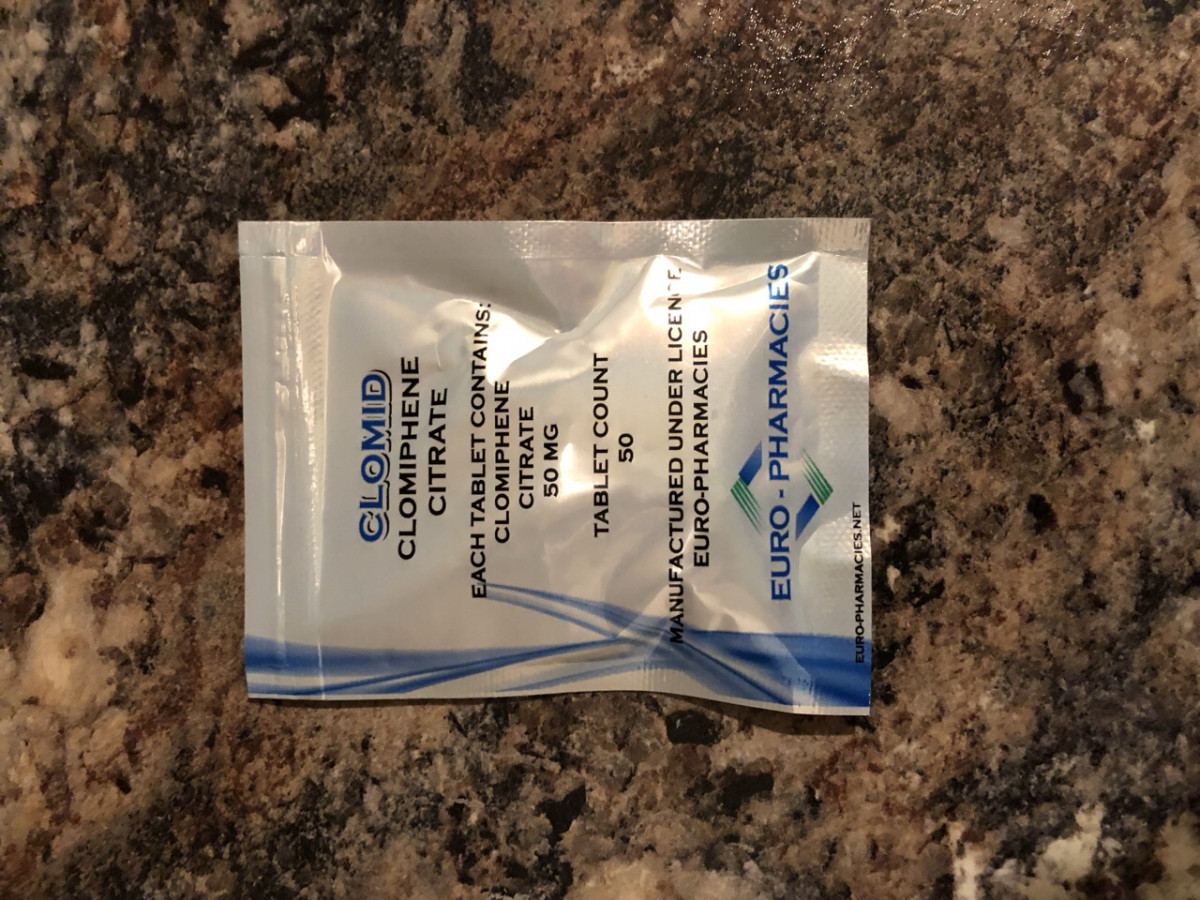 CLOMID
CLOMIPHENE
CITRATE
EACH TABLET CONTAINS:
CLOMIPHENE
CITRATE
50 MG
TABLET COUNT
50
MANUFACTURED UNDER LICENCE
EURO-PHARMACIES
EURO - PHARMACIES
EURO-PHARMACIES.NET